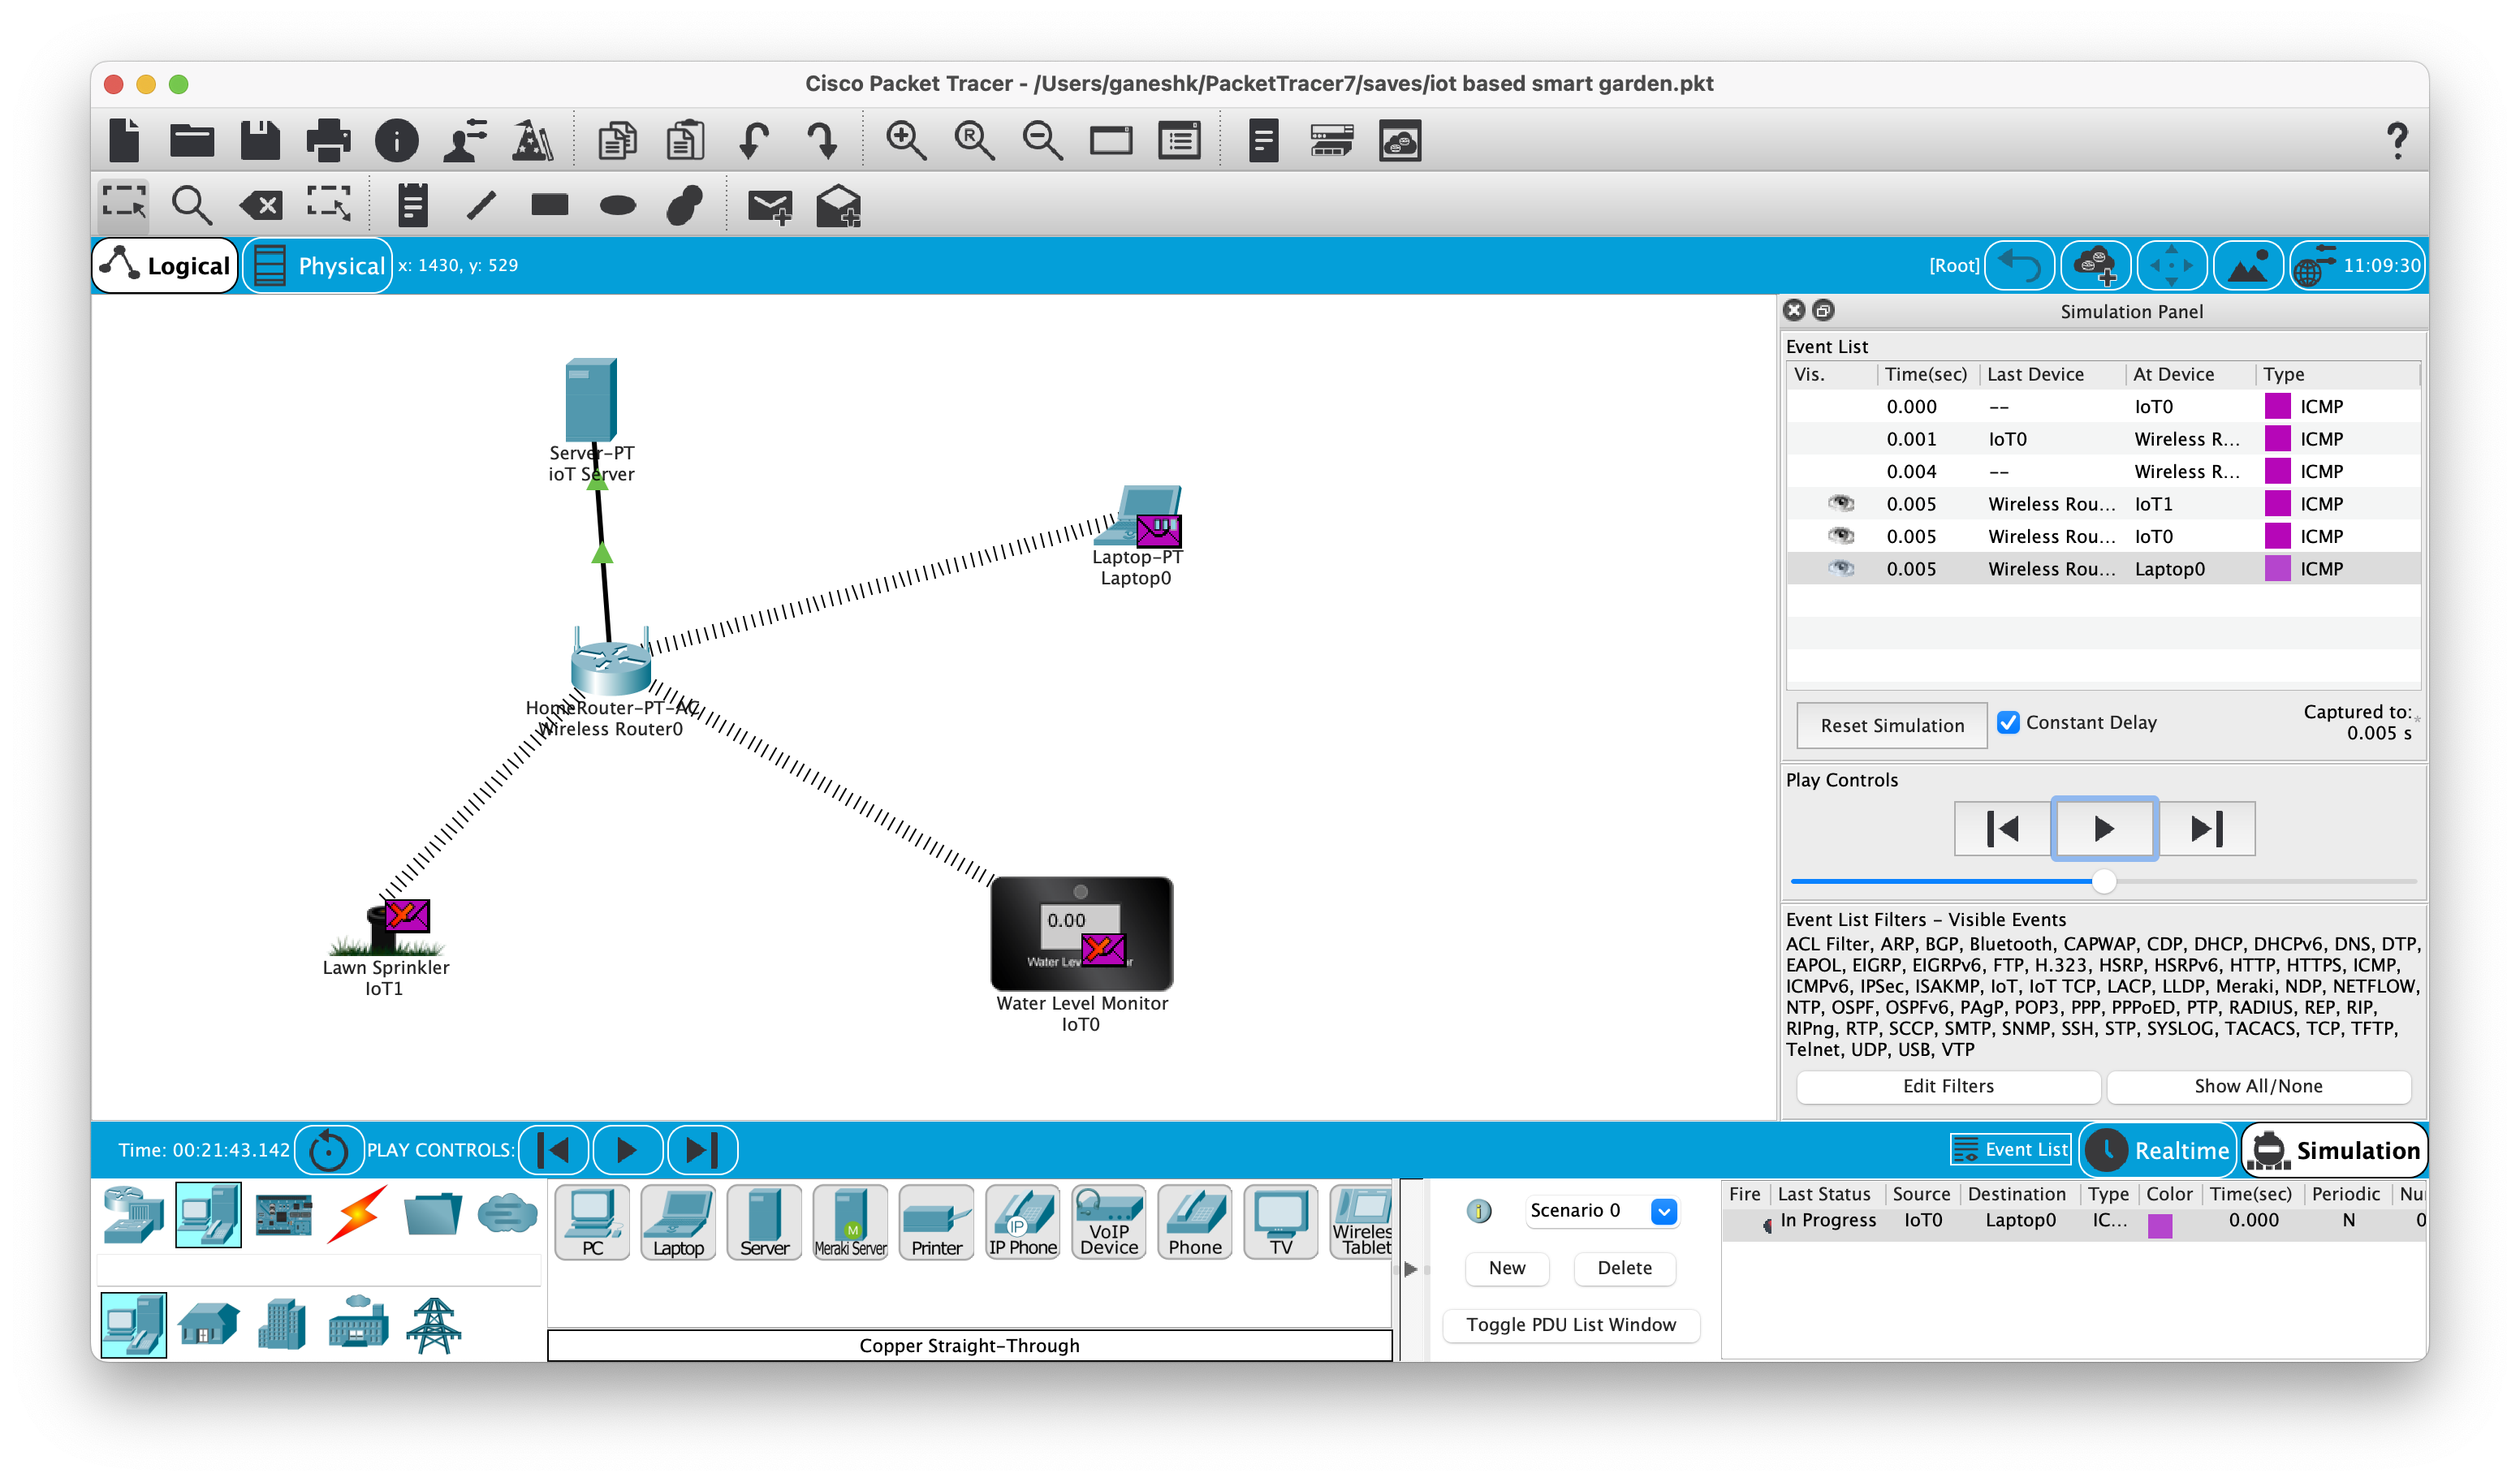 Cisco Packet Tracer - /Users/ganeshk/PacketTracer7/saves/iot based smart garden.pkt
Logical
Physical
x: 1430, y: 529
[Root]
11:09:30
Server-PT
ioT Server
Laptop-PT
Laptop0
HomeRouter-PT-AC
Wireless Router0
Lawn Sprinkler
IoT1
0.00
Water Level Monitor
IoT0
Simulation Panel
Event List
Vis. Time(sec) Last Device At Device Type
0.000 -- IoT0 ICMP
0.001 IoT0 Wireless R... ICMP
0.004 -- Wireless R... ICMP
0.005 Wireless Rou... IoT1 ICMP
0.005 Wireless Rou... IoT0 ICMP
0.005 Wireless Rou... Laptop0 ICMP
Reset Simulation
Constant Delay
Captured to:*
0.005 s
Play Controls
Event List Filters - Visible Events
ACL Filter, ARP, BGP, Bluetooth, CAPWAP, CDP, DHCP, DHCPv6, DNS, DTP,
EAPOL, EIGRP, EIGRPv6, FTP, H.323, HSRP, HSRPv6, HTTP, HTTPS, ICMP,
ICMPv6, IPSec, ISAKMP, IoT, IoT TCP, LACP, LLDP, Meraki, NDP, NETFLOW,
NTP, OSPF, OSPFv6, PAgP, POP3, PPP, PPPoED, PTP, RADIUS, REP, RIP,
RIPng, RTP, SCCP, SMTP, SNMP, SSH, STP, SYSLOG, TACACS, TCP, TFTP,
Telnet, UDP, USB, VTP
Edit Filters
Show All/None
Time: 00:21:43.142
PLAY CONTROLS:
Event List
Realtime
Simulation
PC
Laptop
Server
Meraki Server
Printer
IP
IP Phone
VoIP
Device
Phone
TV
Wireles
Tablet
Copper Straight-Through
Scenario 0
New
Delete
Toggle PDU List Window
Fire Last Status Source Destination Type Color Time(sec) Periodic Nu
In Progress IoT0 Laptop0 IC... 0.000 N 0